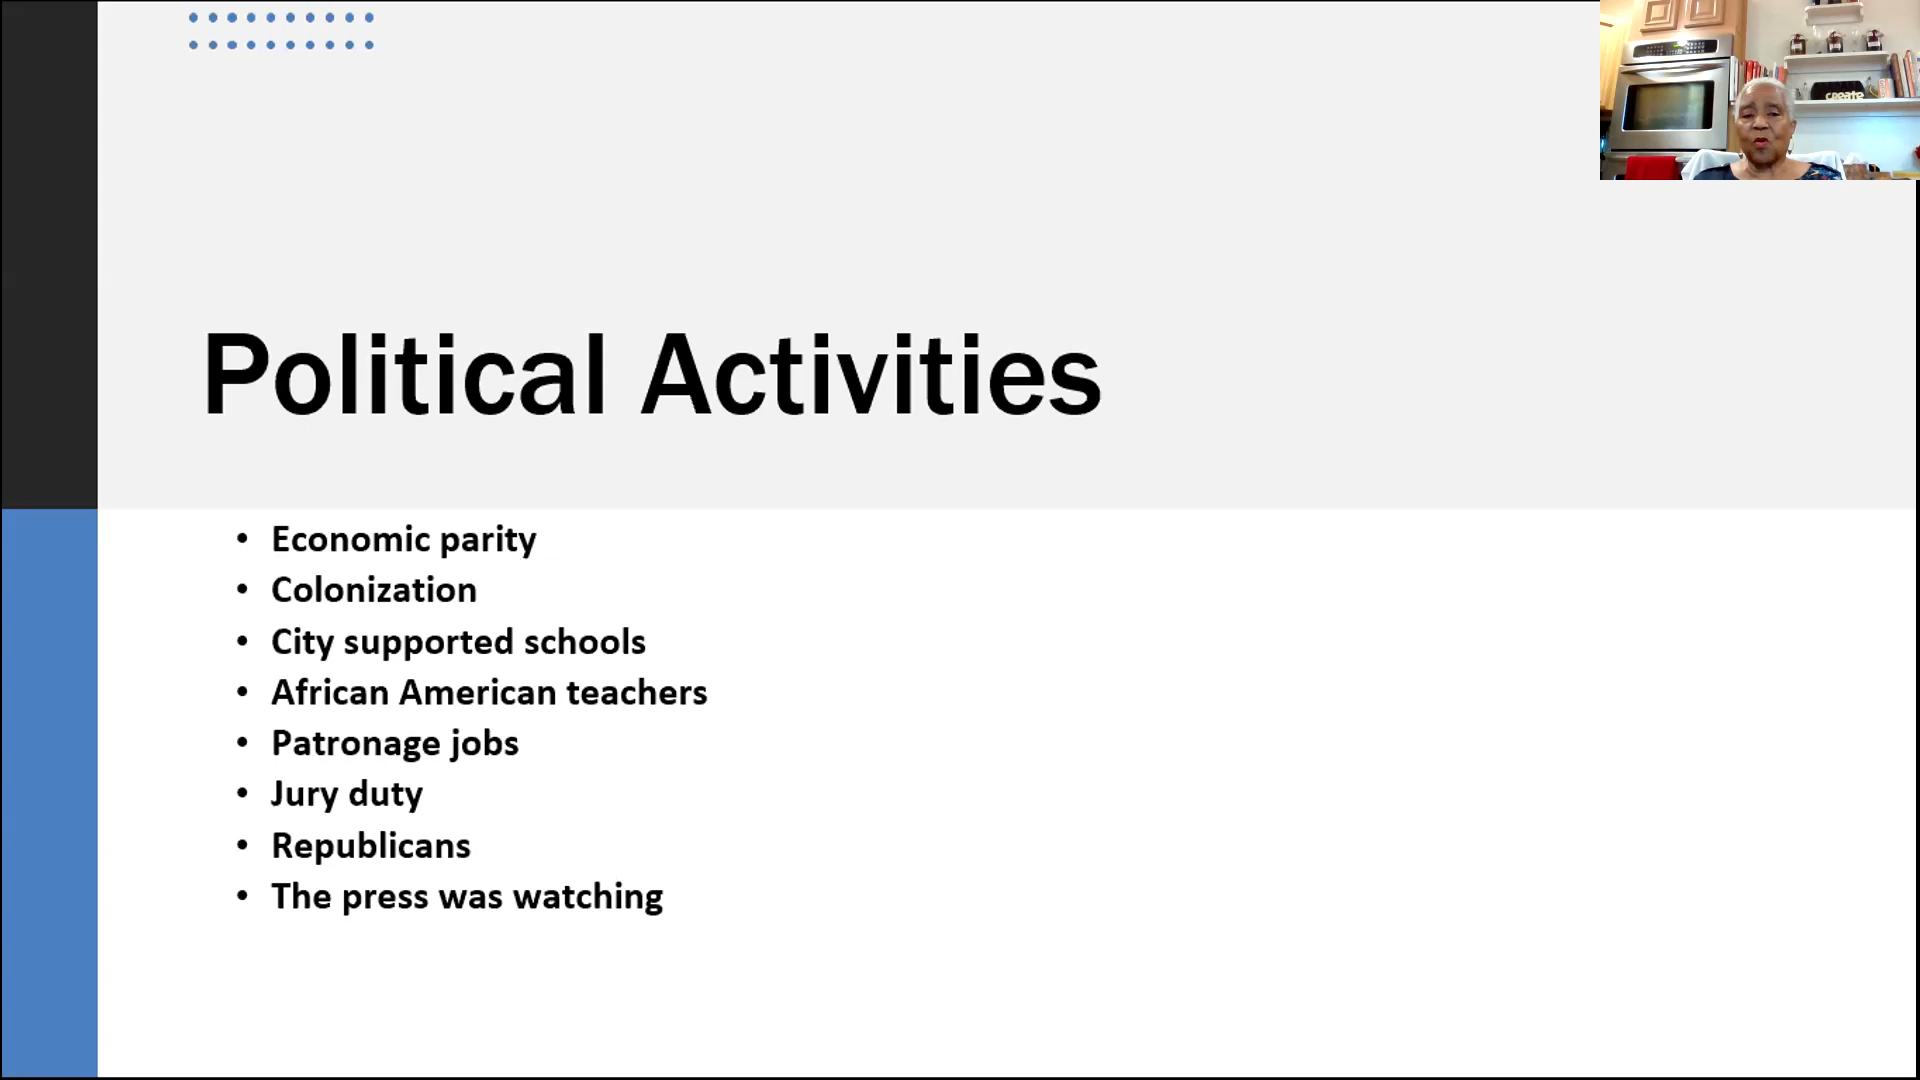 create
Political Activities
• Economic parity
• Colonization
• City supported schools
• African American teachers
• Patronage jobs
• Jury duty
• Republicans
• The press was watching